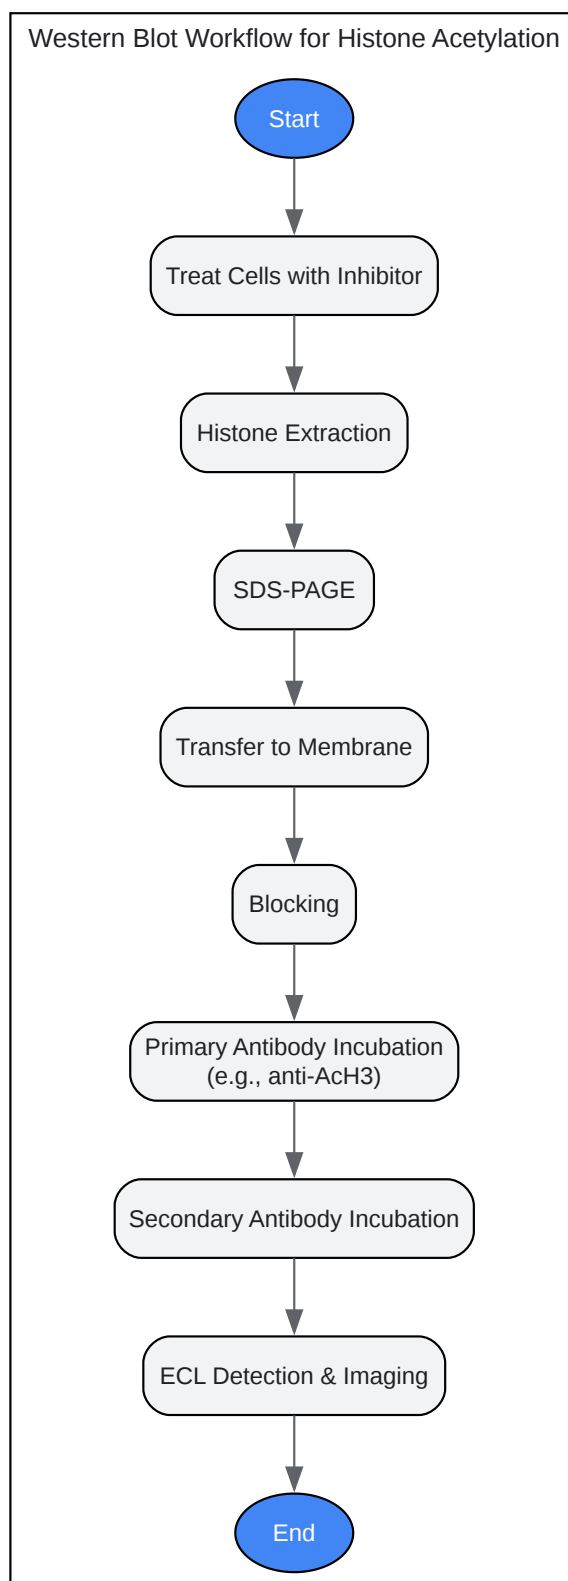 Western Blot Workflow for Histone Acetylation
Start
Treat Cells with Inhibitor
Histone Extraction
SDS-PAGE
Transfer to Membrane
Blocking
Primary Antibody Incubation
(e.g., anti-AcH3)
Secondary Antibody Incubation
ECL Detection & Imaging
End